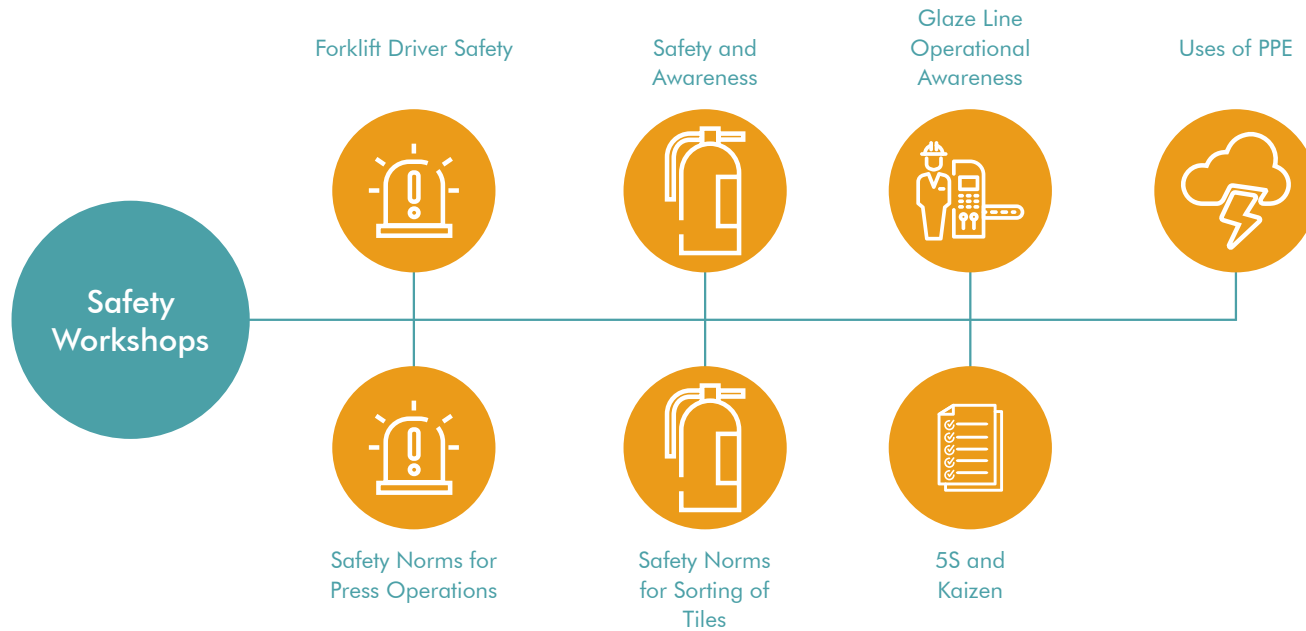 Forklift Driver Safety
Safety and
Awareness
Glaze Line
Operational
Awareness
Uses of PPE
Safety
Workshops
Safety Norms for
Press Operations
Safety Norms
for Sorting of
Tiles
5S and
Kaizen